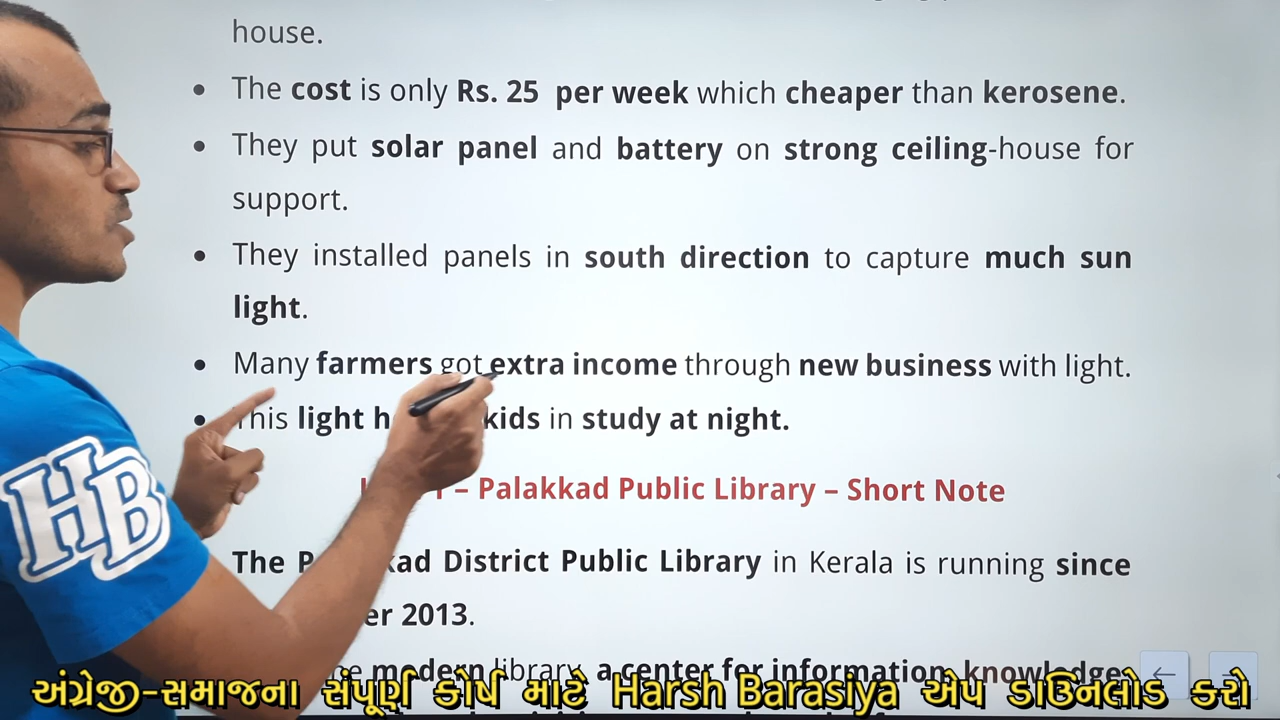 house.
• The cost is only Rs. 25 per week which cheaper than kerosene.
• They put solar panel and battery on strong ceiling-house for
support.
• They installed panels in south direction to capture much sun
light.
• Many farmers got extra income through new business with light.
• This light kids in study at night.
– Palakkad Public Library – Short Note
The District Public Library in Kerala is running since
2013.
modern library, a center for information, knowledge
HB
અંગ્રેજી-સમાજના સંપૂર્ણ કોર્ષ માટે Harsh Barasiya એપ ડાઉનલોડ કરો